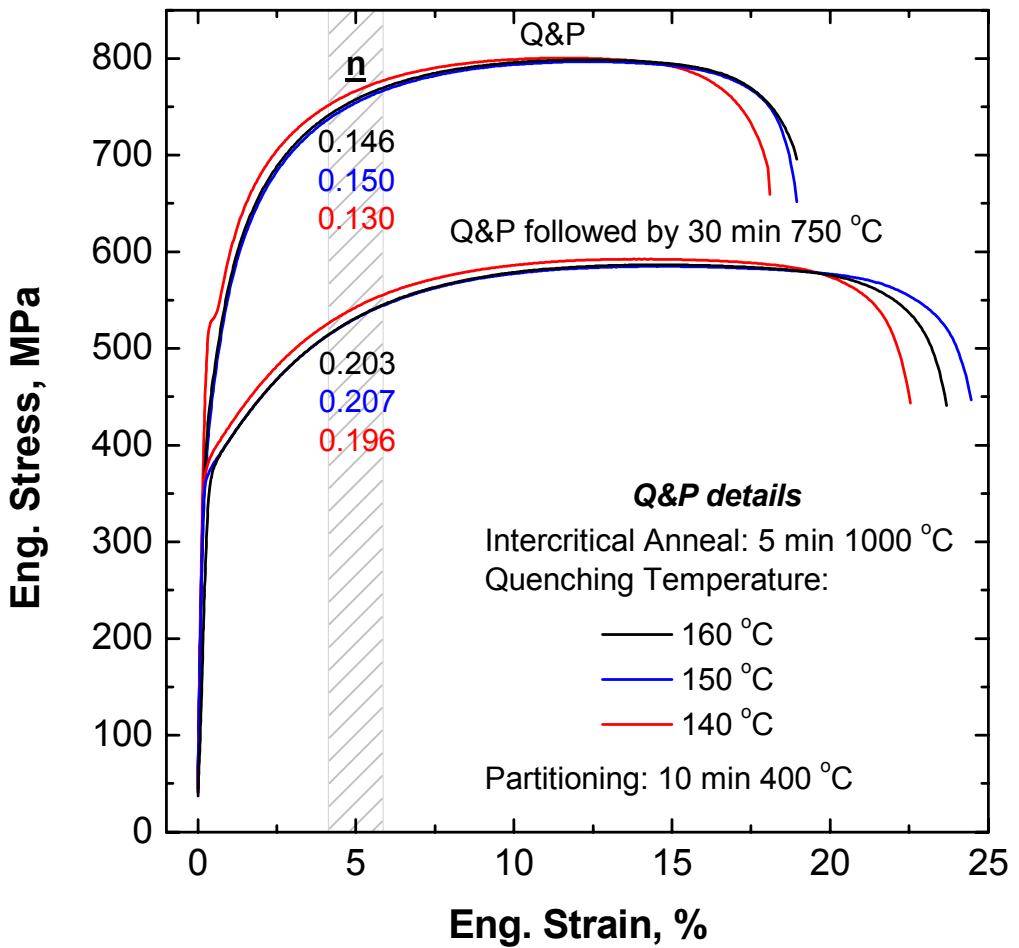 Q&P
n
0.146
0.150
0.130
Q&P followed by 30 min 750 °C
0.203
0.207
0.196
Q&P details
Intercritical Anneal: 5 min 1000 °C
Quenching Temperature:
160 °C
150 °C
140 °C
Partitioning: 10 min 400 °C
800
700
600
500
400
300
200
100
0
Eng. Stress, MPa
0 5 10 15 20 25
Eng. Strain, %